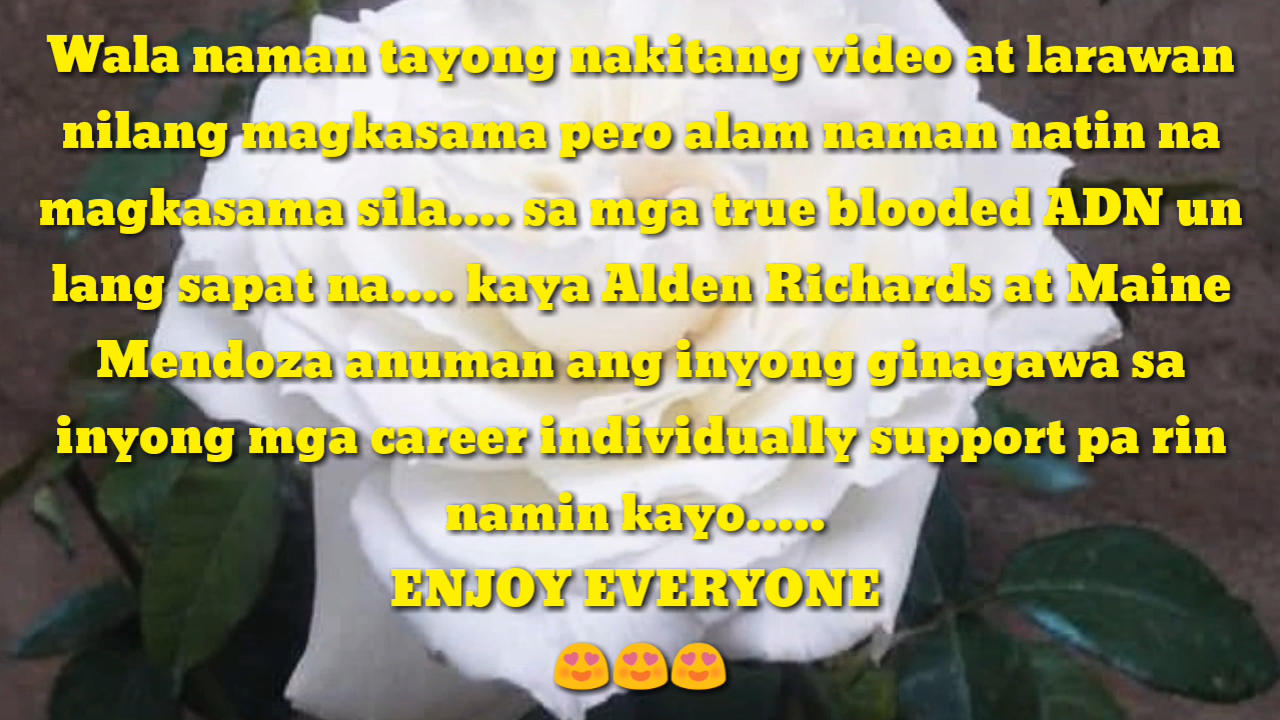 Wala naman tayong nakitang video at larawan
nilang magkasama pero alam naman natin na
magkasama sila.... sa mga true blooded ADN un
lang sapat na.... kaya Alden Richards at Maine
Mendoza anuman ang inyong ginagawa sa
inyong mga career individually support pa rin
namin kayo.....
ENJOY EVERYONE
😍😍😍